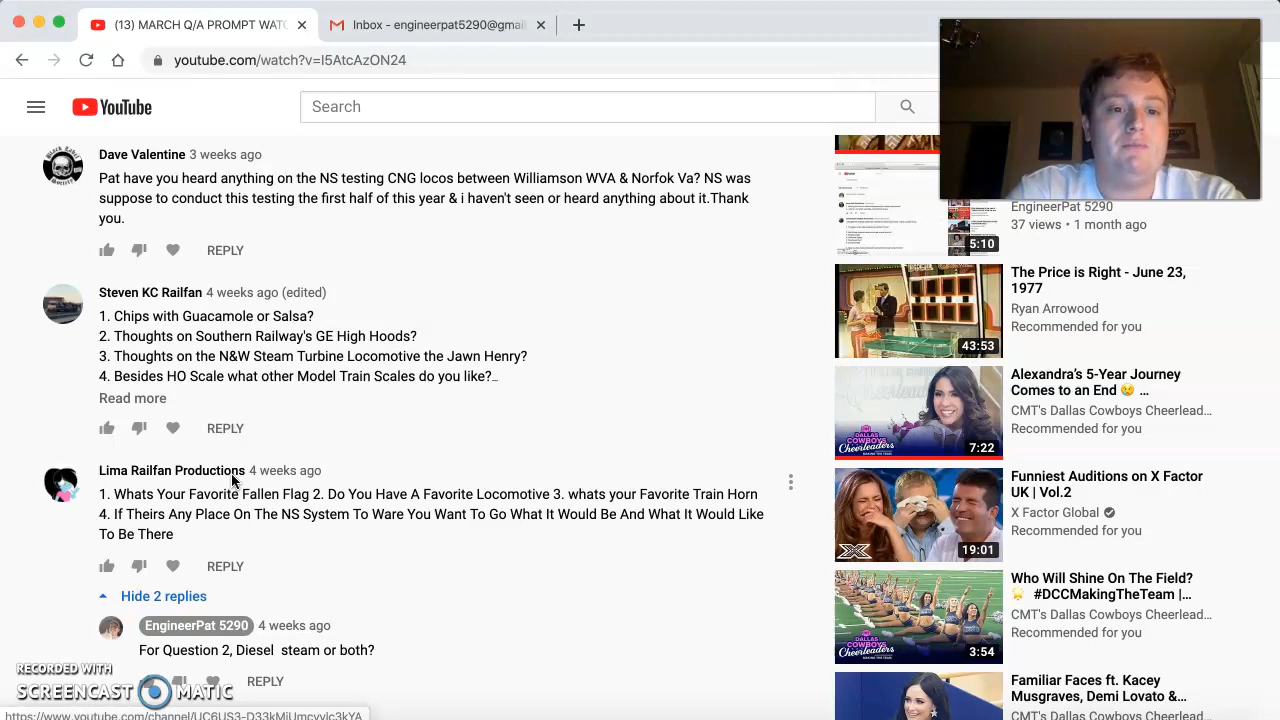 (13) MARCH Q/A PROMPT WATC
Inbox - engineerpat5290@gmai
youtube.com/watch?v=I5AtcAzON24
YouTube
Search
Dave Valentine 3 weeks ago
Pat have you heard anything on the NS testing CNG locos between Williamson WVA & Norfok Va? NS was
suppose to conduct this testing the first half of this year & i haven't seen or heard anything about it.Thank
you.
REPLY
Steven KC Railfan 4 weeks ago (edited)
1. Chips with Guacamole or Salsa?
2. Thoughts on Southern Railway's GE High Hoods?
3. Thoughts on the N&W Steam Turbine Locomotive the Jawn Henry?
4. Besides HO Scale what other Model Train Scales do you like?…
Read more
REPLY
Lima Railfan Productions 4 weeks ago
1. Whats Your Favorite Fallen Flag 2. Do You Have A Favorite Locomotive 3. whats your Favorite Train Horn
4. If Theirs Any Place On The NS System To Ware You Want To Go What It Would Be And What It Would Like
To Be There
REPLY
Hide 2 replies
EngineerPat 5290 4 weeks ago
For Question 2, Diesel steam or both?
REPLY
RECORDED WITH
SCREENCAST MATIC
https://www.youtube.com/channel/UC6US3-D33kMiUmcvvlc3kYA
EngineerPat 5290
37 views • 1 month ago
5:10
The Price is Right - June 23,
1977
Ryan Arrowood
Recommended for you
43:53
Alexandra's 5-Year Journey
Comes to an End 😢 ...
CMT's Dallas Cowboys Cheerlead...
Recommended for you
DALLAS
COWBOYS
Cheerleaders
7:22
Funniest Auditions on X Factor
UK | Vol.2
X Factor Global
Recommended for you
19:01
Who Will Shine On The Field?
🌟 #DCCMakingTheTeam |...
CMT's Dallas Cowboys Cheerlead...
Recommended for you
3:54
Familiar Faces ft. Kacey
Musgraves, Demi Lovato &...
CMT's Dallas Cowboys Cheerlead...